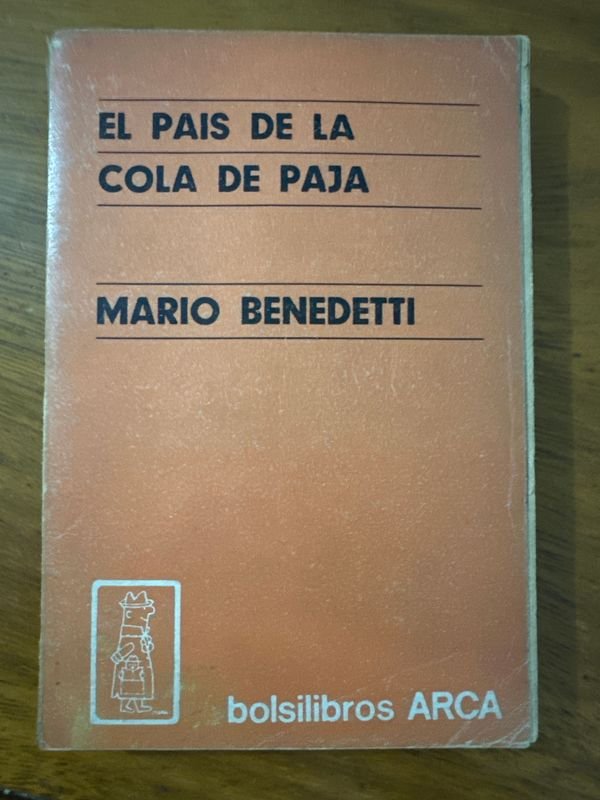 EL PAIS DE LA
COLA DE PAJA
MARIO BENEDETTI
bolsilibros ARCA